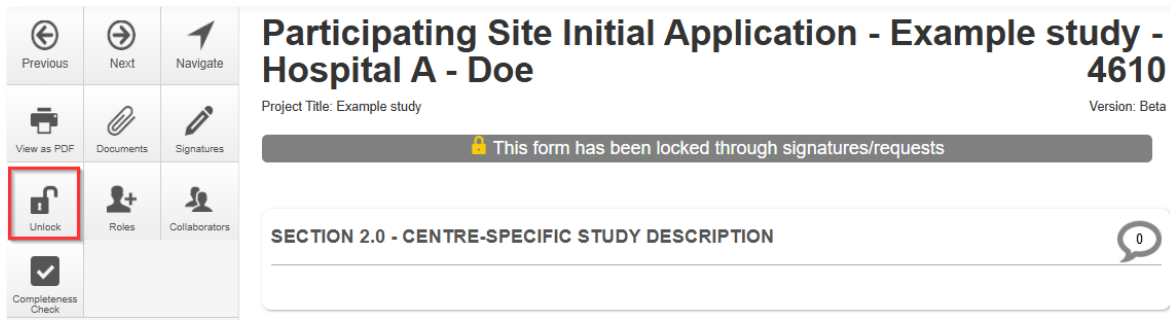 Previous
Next
Navigate
View as PDF
Documents
Signatures
Unlock
Roles
Collaborators
Completeness
Check
Participating Site Initial Application - Example study -
Hospital A - Doe 4610
Project Title: Example study Version: Beta
This form has been locked through signatures/requests
SECTION 2.0 - CENTRE-SPECIFIC STUDY DESCRIPTION 0